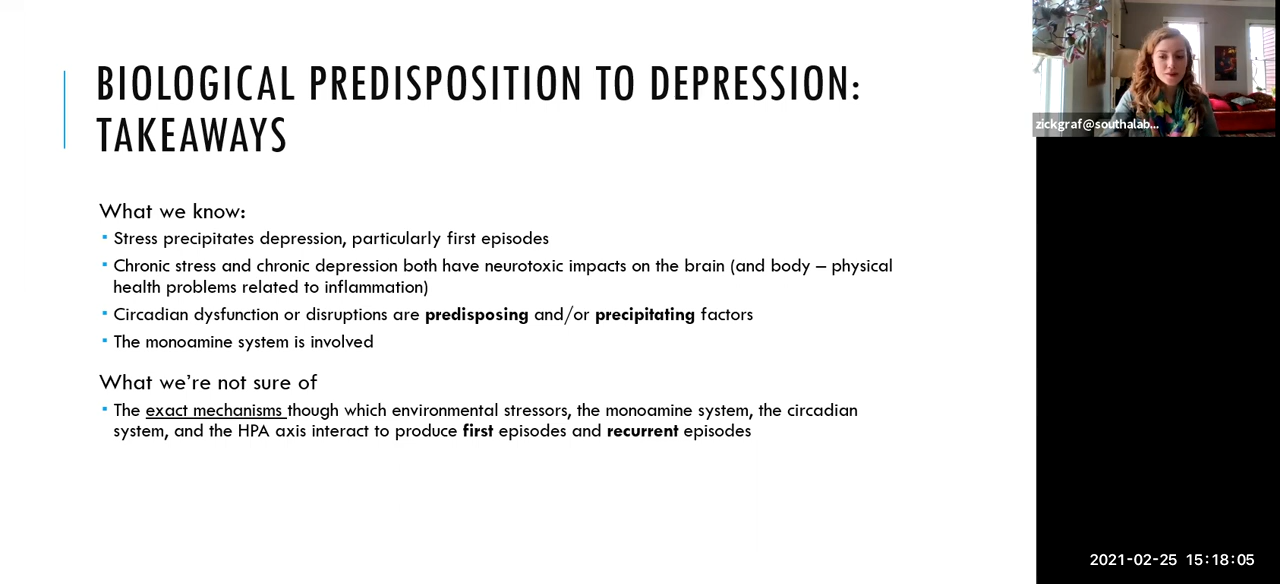 BIOLOGICAL PREDISPOSITION TO DEPRESSION:
TAKEAWAYS
What we know:
Stress precipitates depression, particularly first episodes
Chronic stress and chronic depression both have neurotoxic impacts on the brain (and body – physical
health problems related to inflammation)
Circadian dysfunction or disruptions are predisposing and/or precipitating factors
The monoamine system is involved
What we're not sure of
The exact mechanisms though which environmental stressors, the monoamine system, the circadian
system, and the HPA axis interact to produce first episodes and recurrent episodes
zickgraf@southalab...
2021-02-25 15:18:05